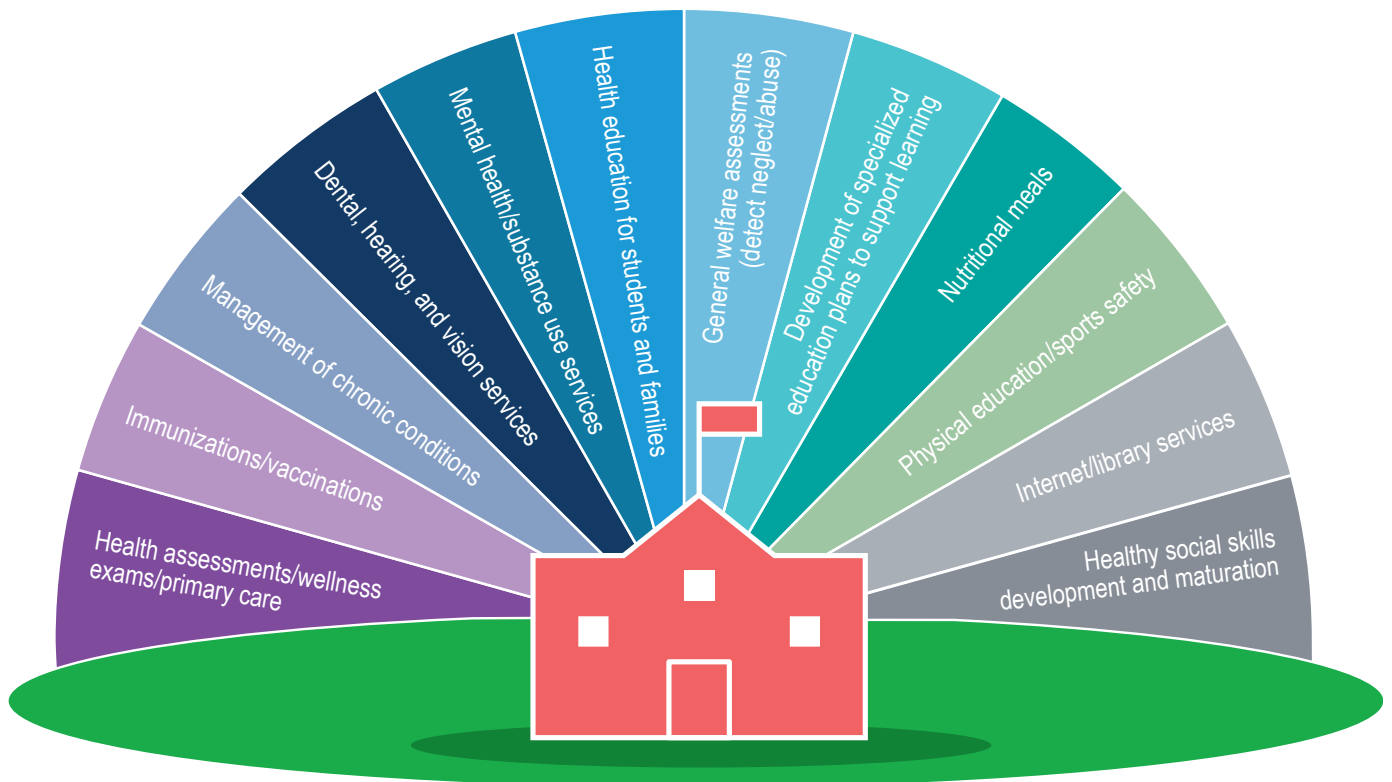 Health assessments/wellness
exams/primary care
Immunizations/vaccinations
Management of chronic conditions
Dental, hearing, and vision services
Mental health/substance use services
Health education for students and families
General welfare assessments
(detect neglect/abuse)
Development of specialized
education plans to support learning
Nutritional meals
Physical education/sports safety
Internet/library services
Healthy social skills
development and maturation